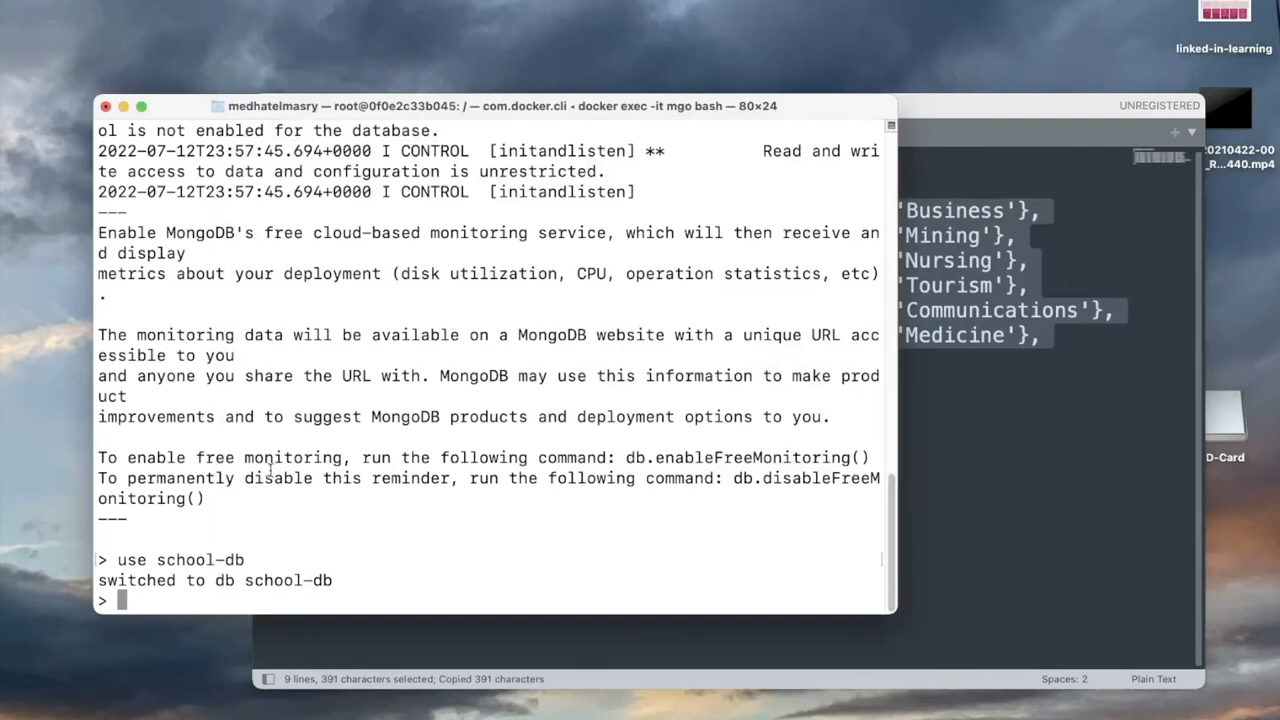 linked-in-learning
medhatelmasry — root@0f0e2c33b045: / — com.docker.cli • docker exec -it mgo bash — 80×24
UNREGISTERED
20210422-00
_R...440.mp4
ol is not enabled for the database.
2022-07-12T23:57:45.694+0000 I CONTROL  [initandlisten] **          Read and wri
te access to data and configuration is unrestricted.
2022-07-12T23:57:45.694+0000 I CONTROL  [initandlisten]
---
Enable MongoDB's free cloud-based monitoring service, which will then receive an
d display
metrics about your deployment (disk utilization, CPU, operation statistics, etc)
.
The monitoring data will be available on a MongoDB website with a unique URL acc
essible to you
and anyone you share the URL with. MongoDB may use this information to make prod
uct
improvements and to suggest MongoDB products and deployment options to you.
To enable free monitoring, run the following command: db.enableFreeMonitoring()
To permanently disable this reminder, run the following command: db.disableFreeM
onitoring()
---
> use school-db
switched to db school-db
>
'Business'},
'Mining'},
'Nursing'},
'Tourism'},
'Communications'},
'Medicine'},
D-Card
9 lines, 391 characters selected; Copied 391 characters
Spaces: 2
Plain Text